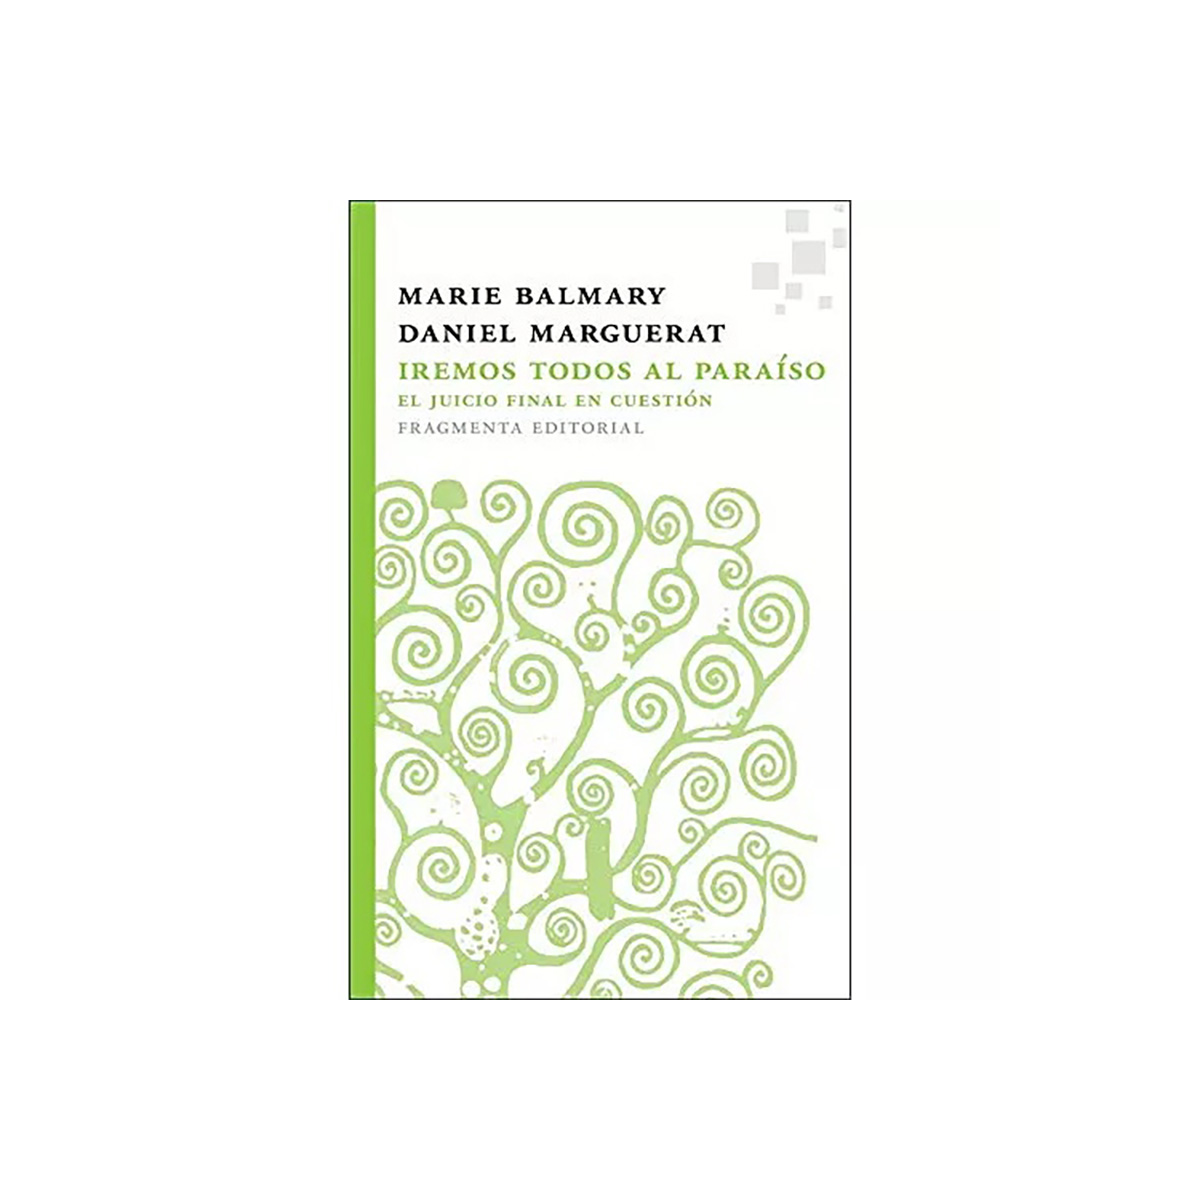 MARIE BALMARY
DANIEL MARGUERAT
IREMOS TODOS AL PARAÍSO
EL JUICIO FINAL EN CUESTIÓN
FRAGMENTA EDITORIAL